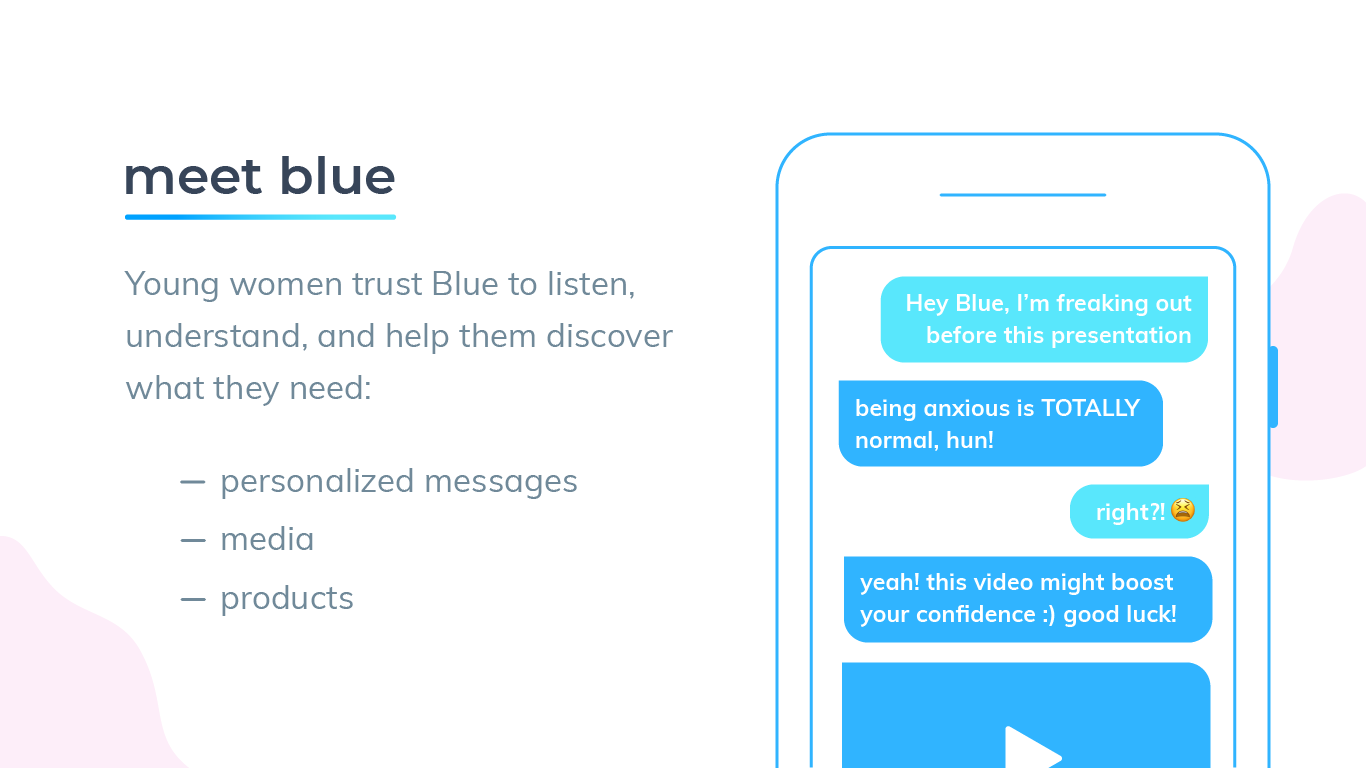 meet blue
Young women trust Blue to listen,
understand, and help them discover
what they need:
— personalized messages
— media
— products
Hey Blue, I’m freaking out
before this presentation
being anxious is TOTALLY
normal, hun!
right?! 😫
yeah! this video might boost
your confidence :) good luck!